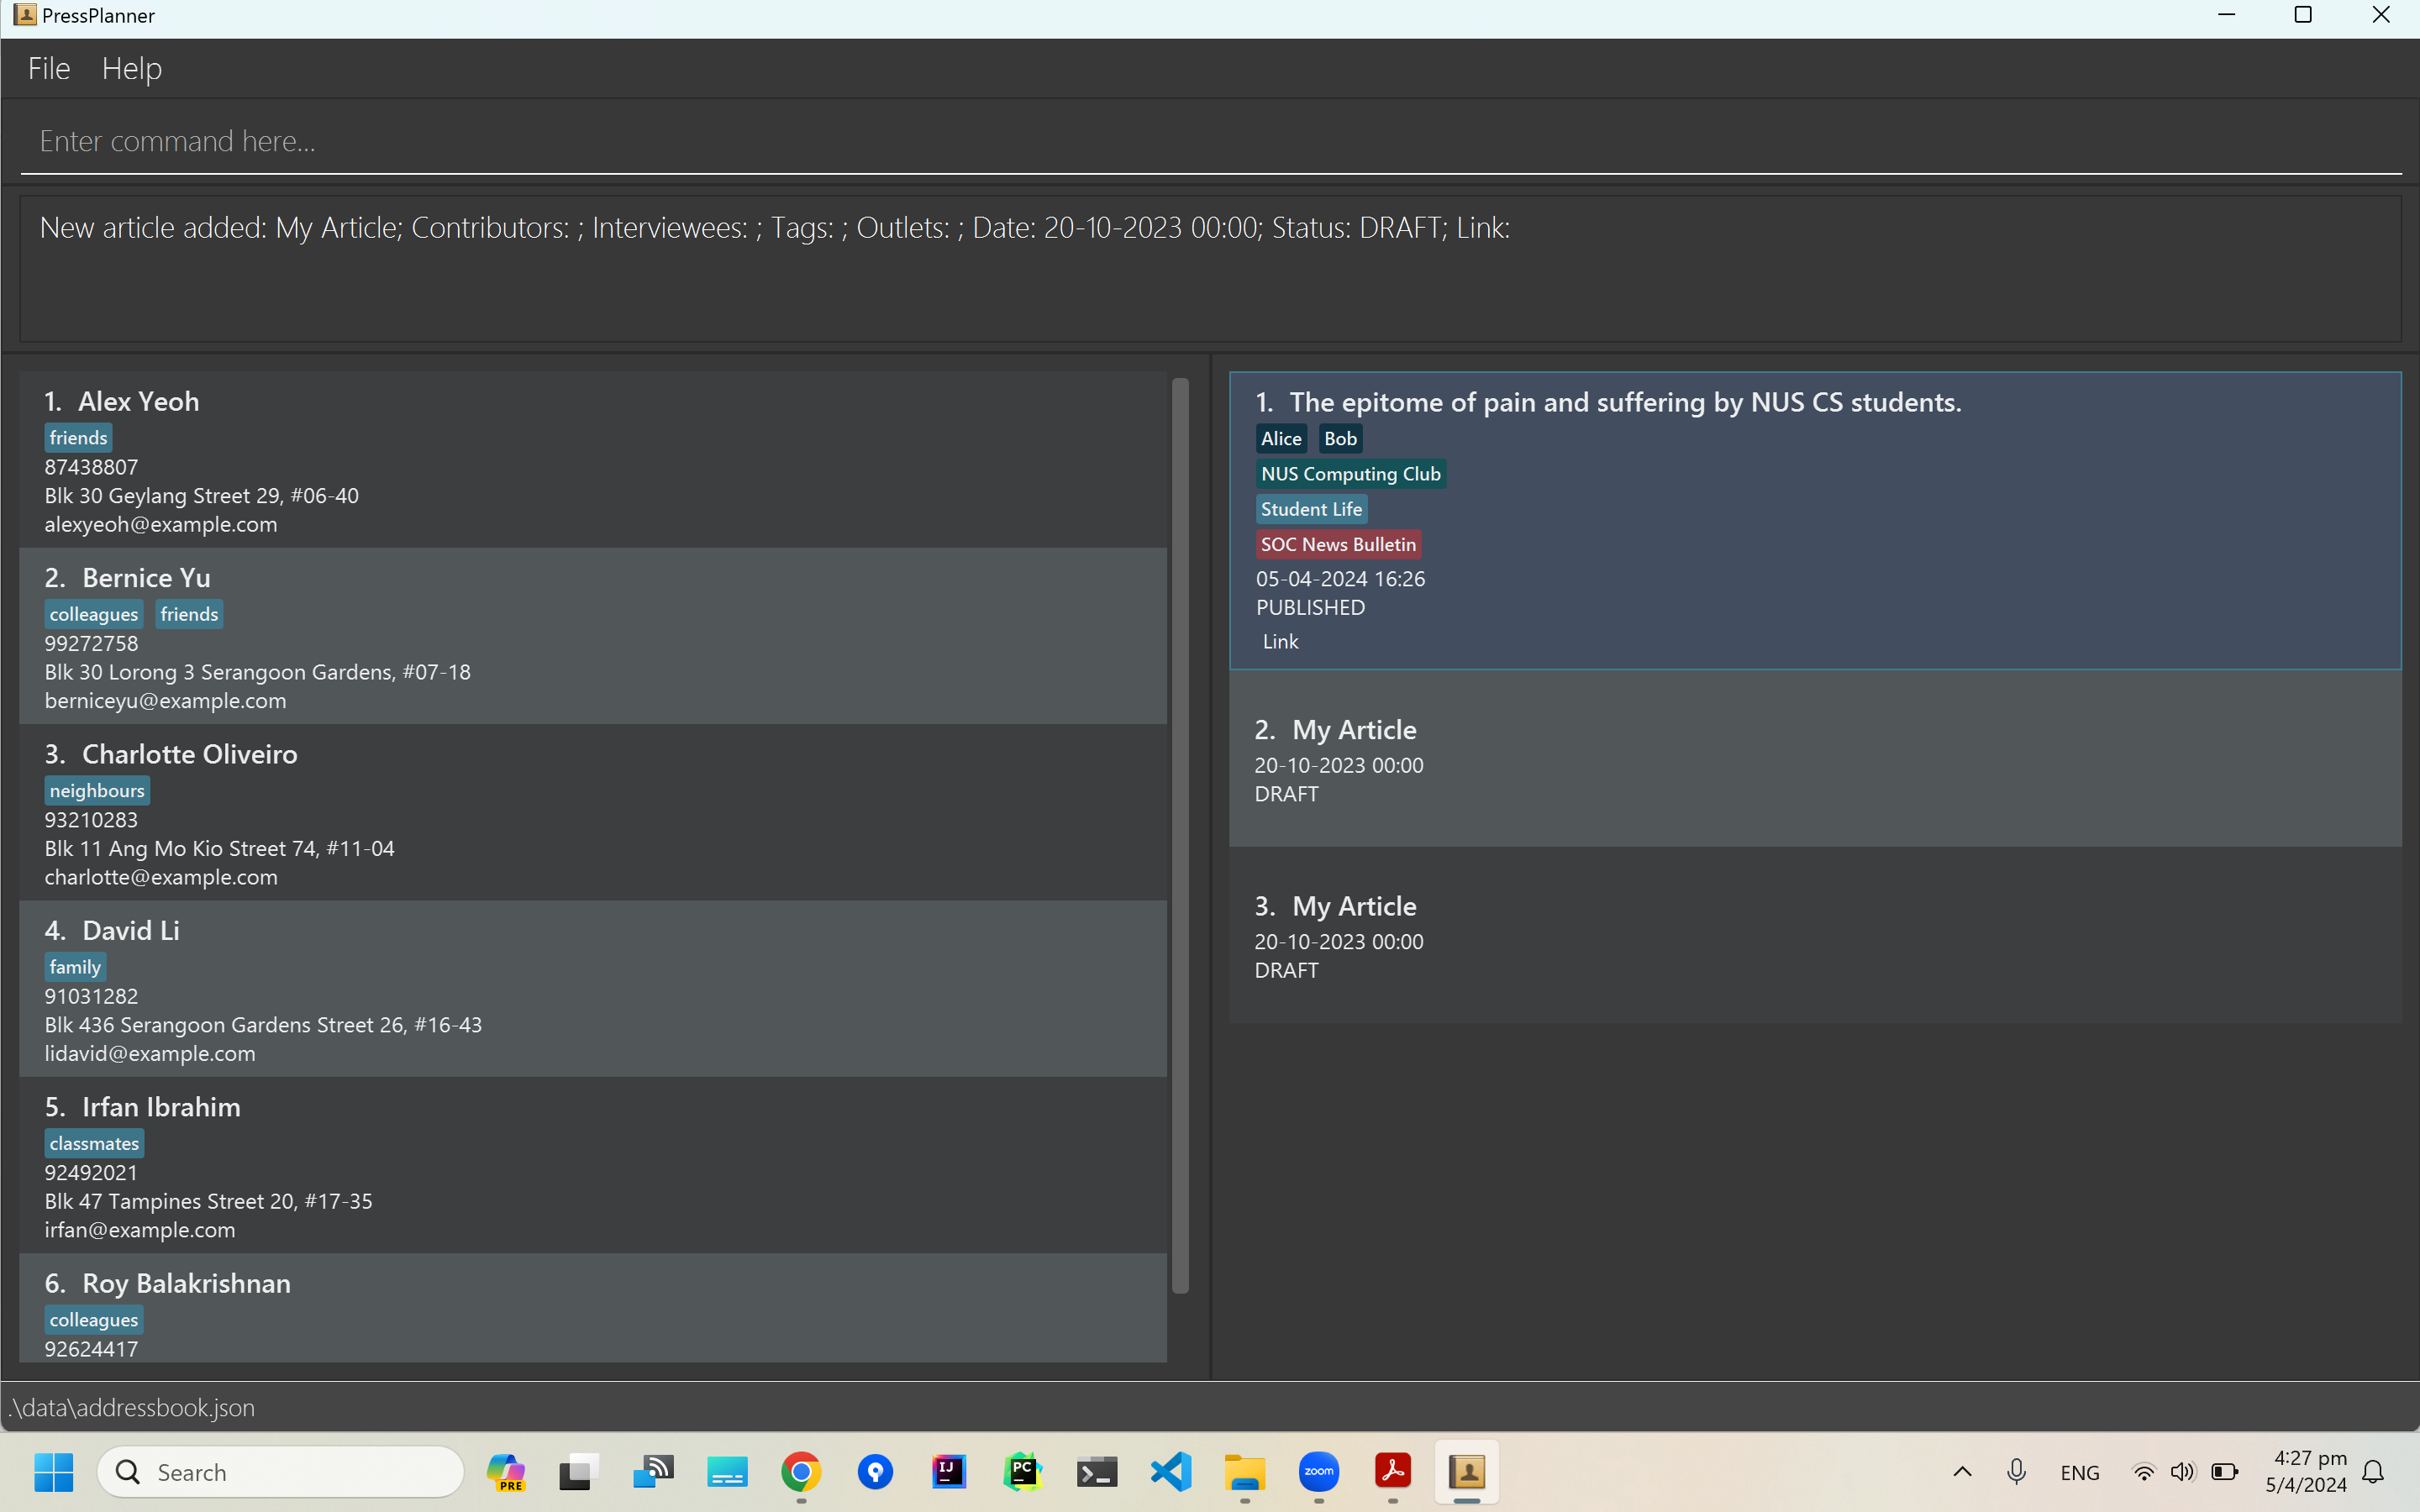 PressPlanner
File Help
Enter command here...
New article added: My Article; Contributors: ; Interviewees: ; Tags: ; Outlets: ; Date: 20-10-2023 00:00; Status: DRAFT; Link:
1. Alex Yeoh
friends
87438807
Blk 30 Geylang Street 29, #06-40
alexyeoh@example.com
2. Bernice Yu
colleagues friends
99272758
Blk 30 Lorong 3 Serangoon Gardens, #07-18
berniceyu@example.com
3. Charlotte Oliveiro
neighbours
93210283
Blk 11 Ang Mo Kio Street 74, #11-04
charlotte@example.com
4. David Li
family
91031282
Blk 436 Serangoon Gardens Street 26, #16-43
lidavid@example.com
5. Irfan Ibrahim
classmates
92492021
Blk 47 Tampines Street 20, #17-35
irfan@example.com
6. Roy Balakrishnan
colleagues
92624417
1. The epitome of pain and suffering by NUS CS students.
Alice Bob
NUS Computing Club
Student Life
SOC News Bulletin
05-04-2024 16:26
PUBLISHED
Link
2. My Article
20-10-2023 00:00
DRAFT
3. My Article
20-10-2023 00:00
DRAFT
.\data\addressbook.json
Search
PRE
IJ
PC
zoom
ENG
4:27 pm
5/4/2024